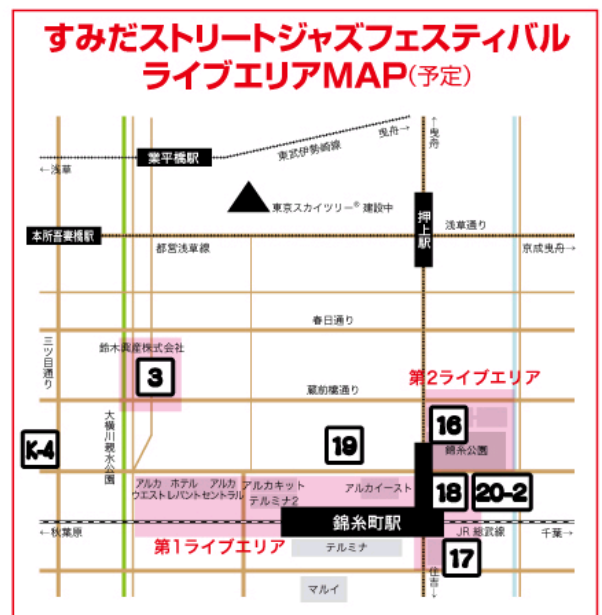 すみだストリートジャズフェスティバル
ライブエリアMAP(予定)
曳舟→
←曳舟
業平橋駅
東武伊勢崎線
←浅草
東京スカイツリー® 建設中
押上駅
浅草通り
本所吾妻橋駅
都営浅草線
京成曳舟→
春日通り
三ツ目通り
鈴木興産株式会社
3
第2ライブエリア
蔵前橋通り
大横川親水公園
16
19
K-4
錦糸公園
アルカ
ウエスト
ホテル
レバント
アルカ
セントラル
アルカキット
テルミナ2
アルカイースト
18
20-2
錦糸町駅
←秋葉原
JR 総武線
千葉→
第1ライブエリア
テルミナ
17
住吉→
マルイ